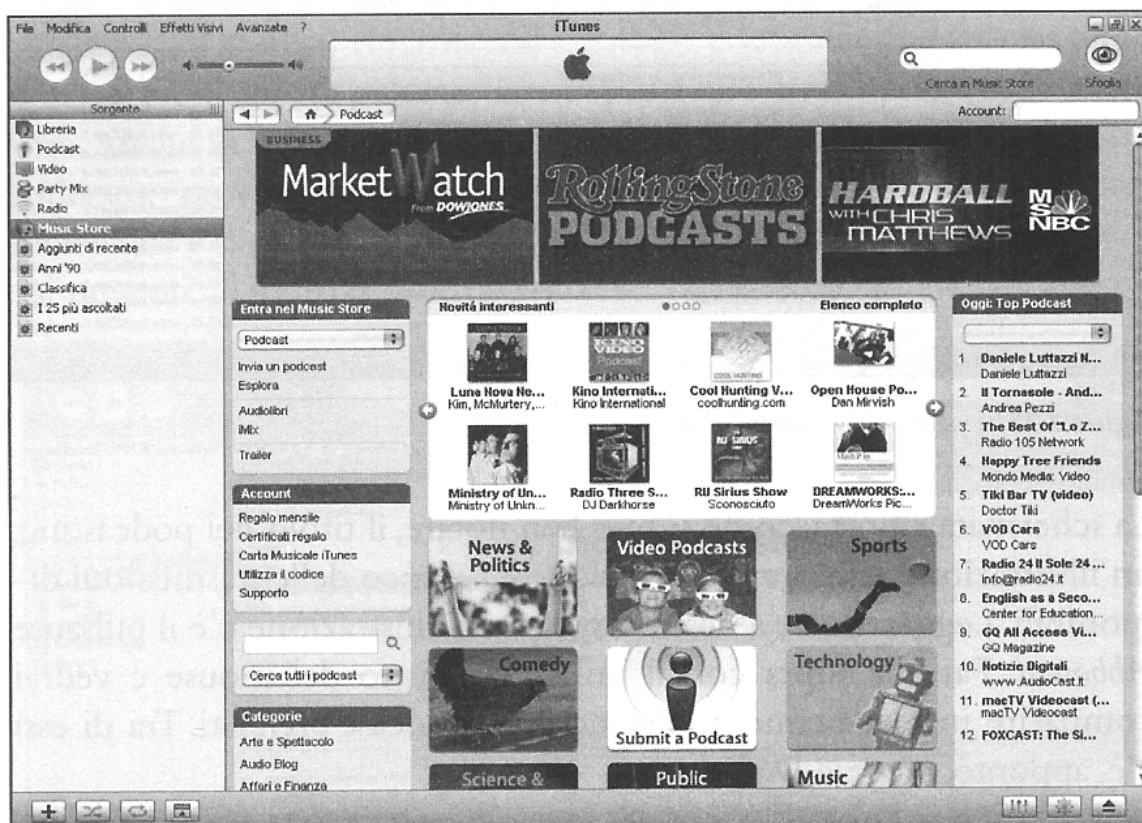 File Modifica Controlli Effetti Visivi Avanzate ?
iTunes
Cerca in Music Store
Sfoglia
Sorgente
Libreria
Podcast
Video
Party Mix
Radio
Music Store
Aggiunti di recente
Anni '90
Classifica
I 25 più ascoltati
Recenti
Podcast
Account:
BUSINESS
MarketWatch
From DOWJONES
RollingStone
PODCASTS
HARDBALL
WITH CHRIS
MATTHEWS
MSNBC
Entra nel Music Store
Podcast
Invia un podcast
Esplora
Audiolibri
iMix
Trailer
Account
Regalo mensile
Certificati regalo
Carta Musicale iTunes
Utilizza il codice
Supporto
Cerca tutti i podcast
Categorie
Arte e Spettacolo
Audio Blog
Affari e Finanza
Novitá interessanti
Elenco completo
Luna Nova Ne...
Kim, McMurtery,...
Kino Internati...
Kino International
Cool Hunting V...
coolhunting.com
Open House Po...
Dan Mirvish
Ministry of Un...
Ministry of Unkn...
Radio Three S...
DJ Darkhorse
RU Sirius Show
Sconosciuto
DREAMWORKS:...
DreamWorks Pic...
News &
Politics
Video Podcasts
Sports
Comedy
Submit a Podcast
Technology
Science &
Public
Music
Oggi: Top Podcast
1. Daniele Luttazzi N...
Daniele Luttazzi
2. Il Tornasole - And...
Andrea Pezzi
3. The Best Of "Lo Z...
Radio 105 Network
4. Happy Tree Friends
Mondo Media: Video
5. Tiki Bar TV (video)
Doctor Tiki
6. VOD Cars
VOD Cars
7. Radio 24 Il Sole 24...
info@radio24.it
8. English as a Seco...
Center for Education...
9. GQ All Access Vi...
GQ Magazine
10. Notizie Digitali
www.AudioCast.it
11. macTV Videocast (...
macTV Videocast
12 FOXCAST: The Si...